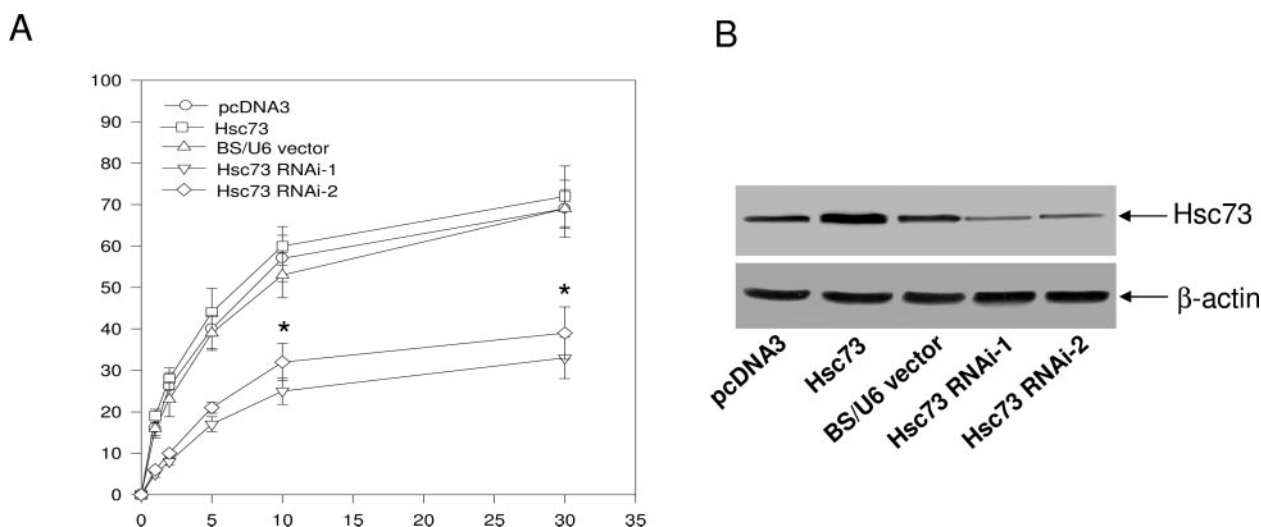 A
100
90
80
70
60
50
40
30
20
10
0
0 5 10 15 20 25 30 35
pcDNA3
Hsc73
BS/U6 vector
Hsc73 RNAi-1
Hsc73 RNAi-2
*
*
B
Hsc73
β-actin
pcDNA3
Hsc73
BS/U6 vector
Hsc73 RNAi-1
Hsc73 RNAi-2